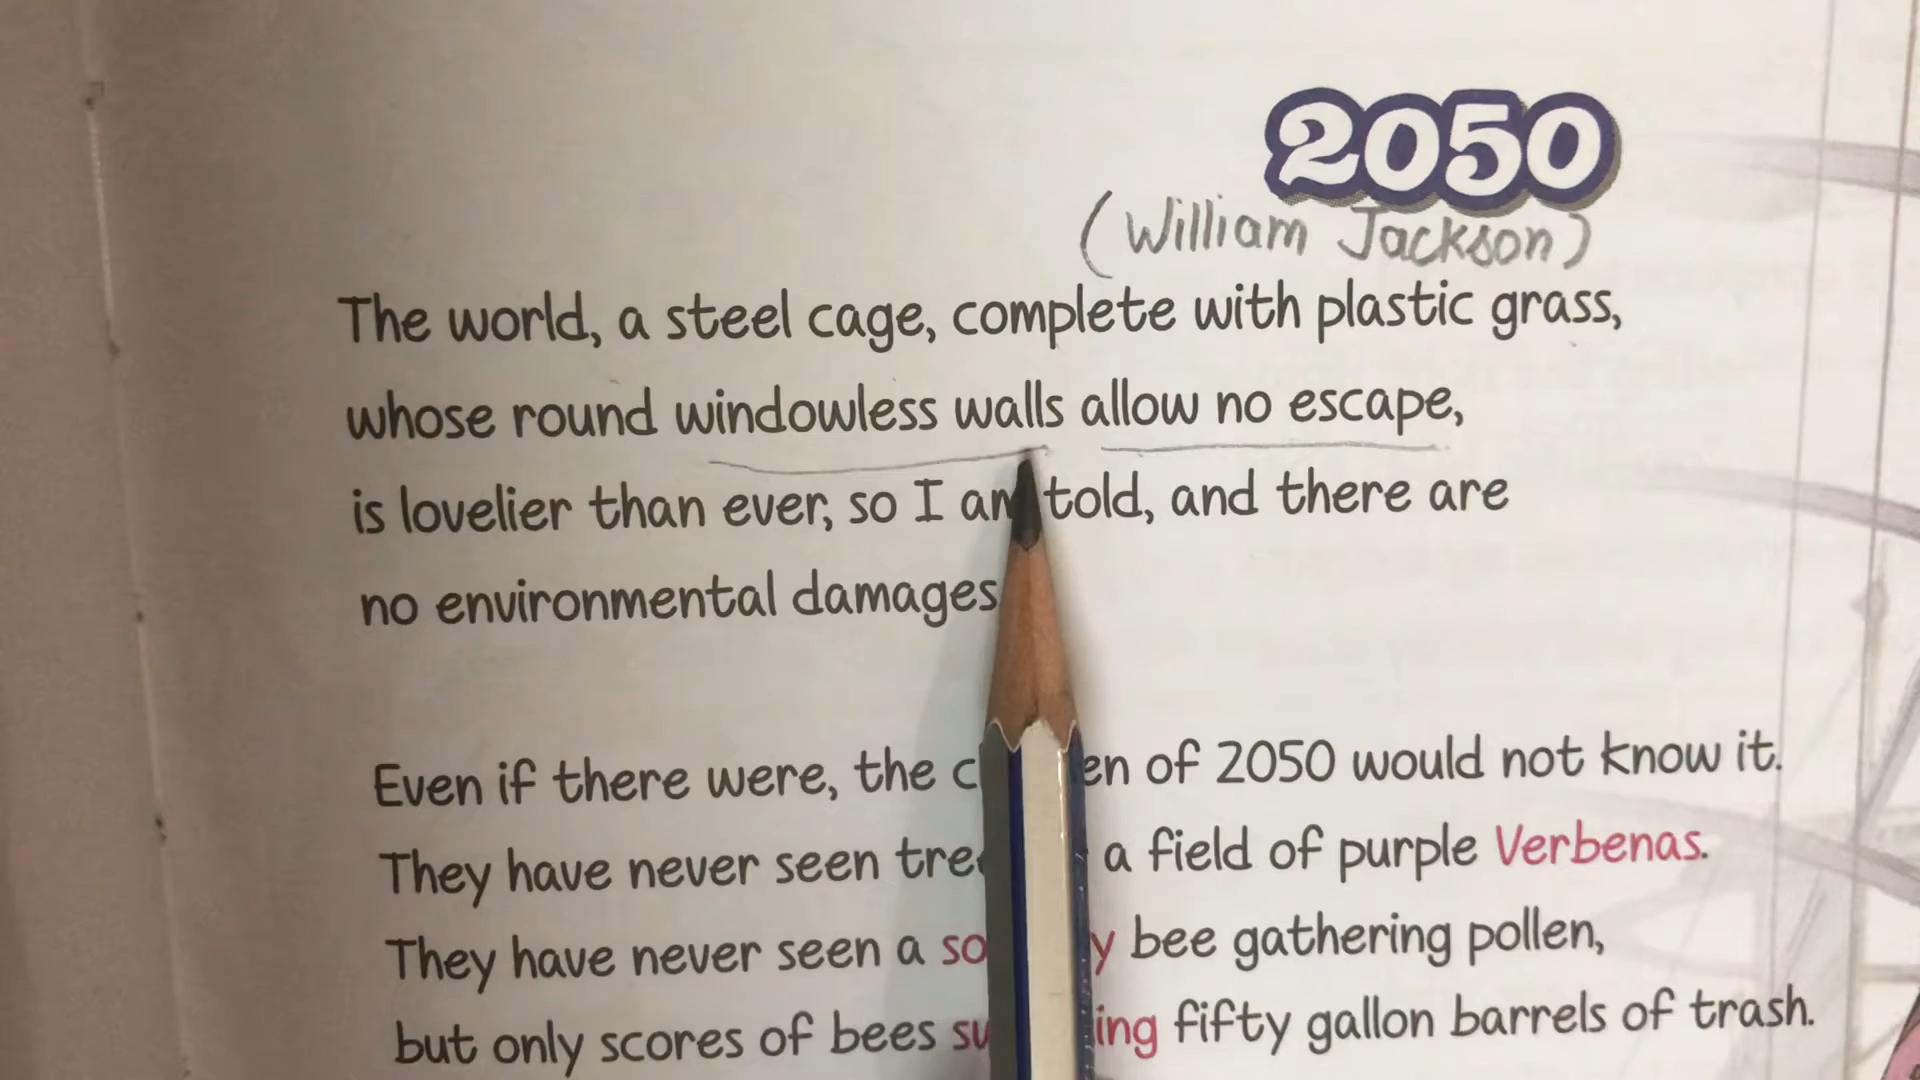 2050
(William Jackson)
The world, a steel cage, complete with plastic grass,
whose round windowless walls allow no escape,
is lovelier than ever, so I am told, and there are
no environmental damages
Even if there were, the of 2050 would not know it.
They have never seen a field of purple Verbenas.
They have never seen a bee gathering pollen,
but only scores of bees fifty gallon barrels of trash.